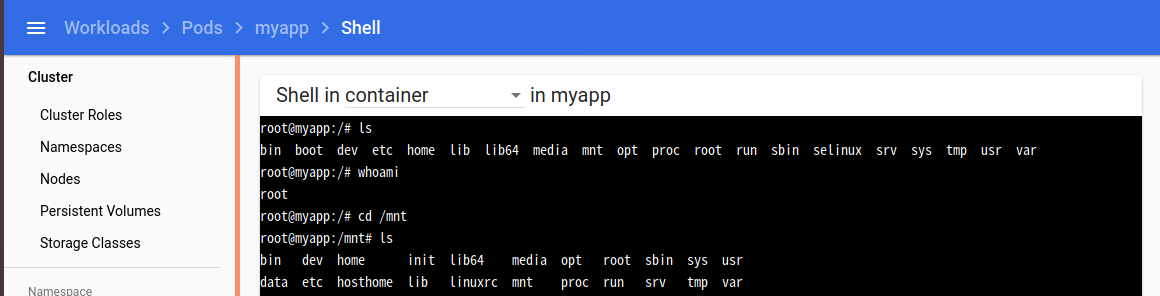 Workloads > Pods > myapp > Shell
Cluster
Cluster Roles
Namespaces
Nodes
Persistent Volumes
Storage Classes
Namespace
Shell in container in myapp
root@myapp:/# ls
bin  boot  dev  etc  home  lib  lib64  media  mnt  opt  proc  root  run  sbin  selinux  srv  sys  tmp  usr  var
root@myapp:/# whoami
root
root@myapp:/# cd /mnt
root@myapp:/mnt# ls
bin   dev  home      init  lib64    media  opt   root  sbin  sys  usr
data  etc  hosthome  lib   linuxrc  mnt    proc  run   srv   tmp  var